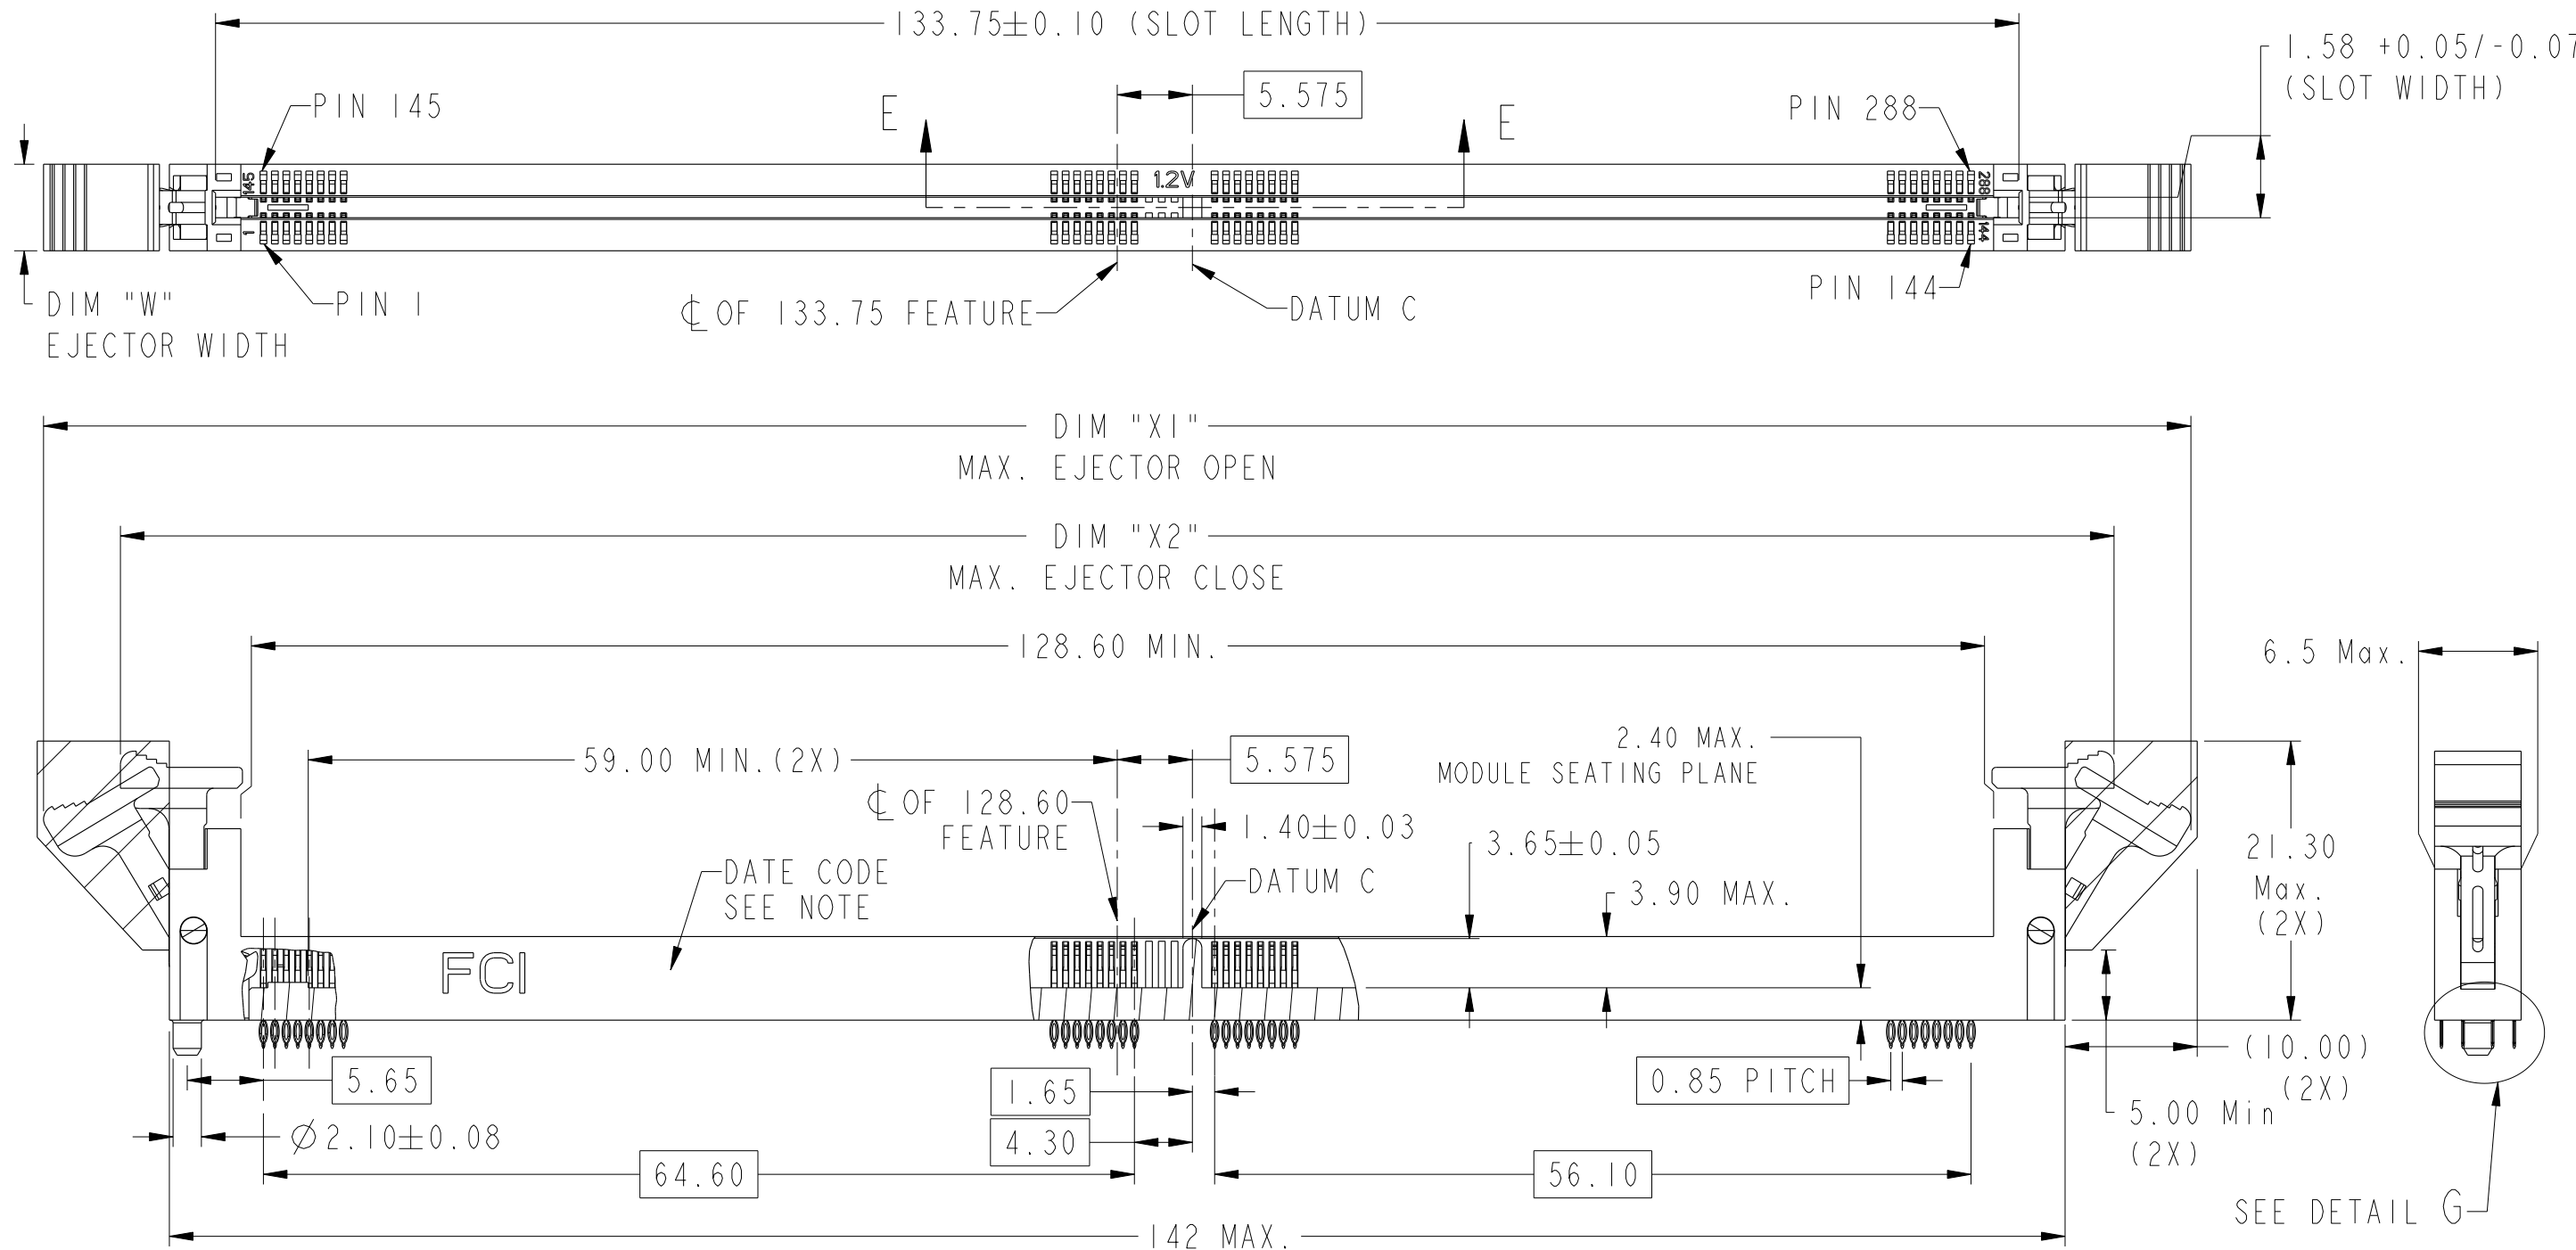 133.75±0.10 (SLOT LENGTH)
1.58 +0.05/-0.07
(SLOT WIDTH)
5.575
PIN 145
E
E
PIN 288
145
1.2V
288
1
144
DIM "W"
EJECTOR WIDTH
PIN 1
℄ OF 133.75 FEATURE
DATUM C
PIN 144
DIM "X1"
MAX. EJECTOR OPEN
DIM "X2"
MAX. EJECTOR CLOSE
128.60 MIN.
6.5 Max.
59.00 MIN.(2X)
5.575
2.40 MAX.
MODULE SEATING PLANE
℄ OF 128.60
FEATURE
1.40±0.03
3.65±0.05
DATE CODE
SEE NOTE
DATUM C
3.90 MAX.
21.30
Max.
(2X)
FCI
5.65
1.65
0.85 PITCH
(10.00)
(2X)
5.00 Min
(2X)
Ø2.10±0.08
4.30
64.60
56.10
SEE DETAIL G
142 MAX.